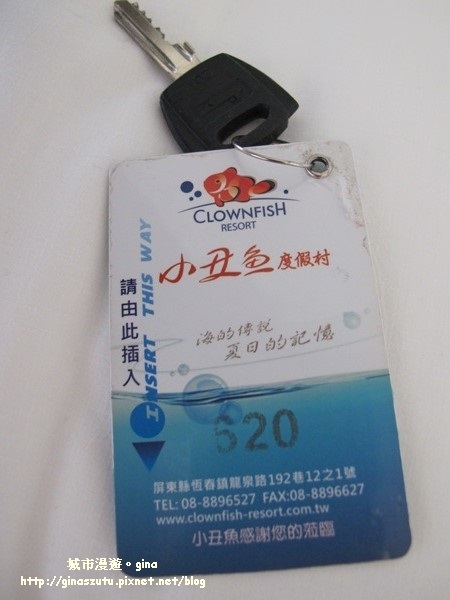 CLOWNFISH
RESORT
小丑魚度假村
海的傳說
夏日的記憶
請由此插入
INSERT THIS WAY
S20
屏東縣恆春鎮龍泉路192巷12之1號
TEL: 08-8896527 FAX:08-8896627
www.clownfish-resort.com.tw
小丑魚感謝您的蒞臨
城市漫遊。gina
http://ginaszutu.pixnet.net/blog